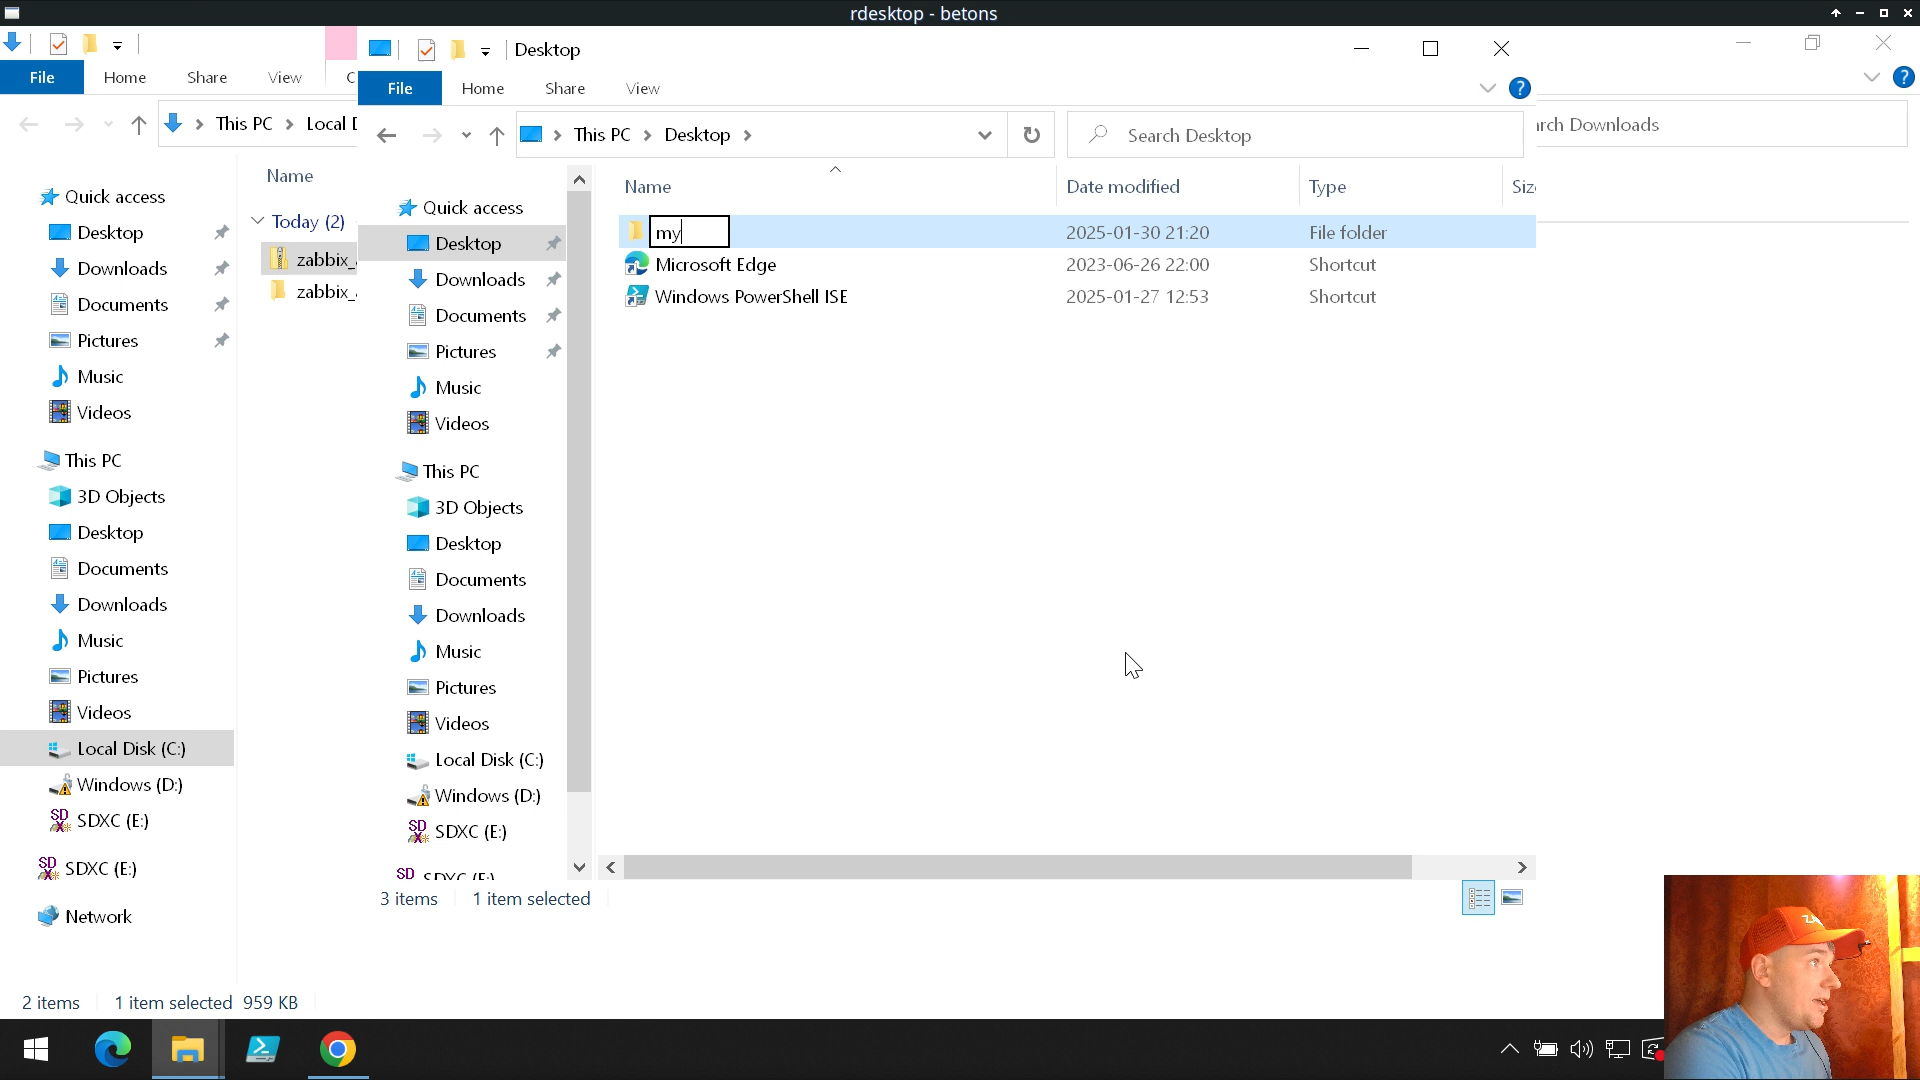 rdesktop - betons
File
Home
Share
View
C
This PC
Local D
Name
Today (2)
zabbix_
zabbix_
Quick access
Desktop
Downloads
Documents
Pictures
Music
Videos
This PC
3D Objects
Desktop
Documents
Downloads
Music
Pictures
Videos
Local Disk (C:)
Windows (D:)
SDXC (E:)
SDXC (E:)
Network
2 items
1 item selected 959 KB
Desktop
File
Home
Share
View
This PC
Desktop
Search Desktop
rch Downloads
Name
Date modified
Type
Siz
my
2025-01-30 21:20
File folder
Microsoft Edge
2023-06-26 22:00
Shortcut
Windows PowerShell ISE
2025-01-27 12:53
Shortcut
Quick access
Desktop
Downloads
Documents
Pictures
Music
Videos
This PC
3D Objects
Desktop
Documents
Downloads
Music
Pictures
Videos
Local Disk (C:)
Windows (D:)
SDXC (E:)
SDXC (E:)
3 items
1 item selected